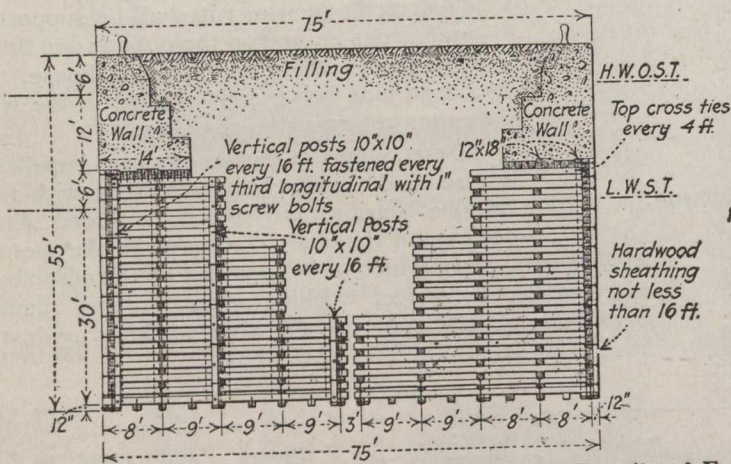 75'
Filling
H.W.O.S.T.
6'
Concrete
Wall
Concrete
Wall
Top cross ties
every 4 ft.
12'
14'
12"x18"
Vertical posts 10"x10"
every 16 ft. fastened every
third longitudinal with 1"
screw bolts
6'
L.W.S.T.
Vertical Posts
10"x10"
every 16 ft.
55'
30'
Hardwood
sheathing
not less
than 16 ft.
12"
8' 9' 9' 9' 3' 9' 9' 8' 8'
12"
75'